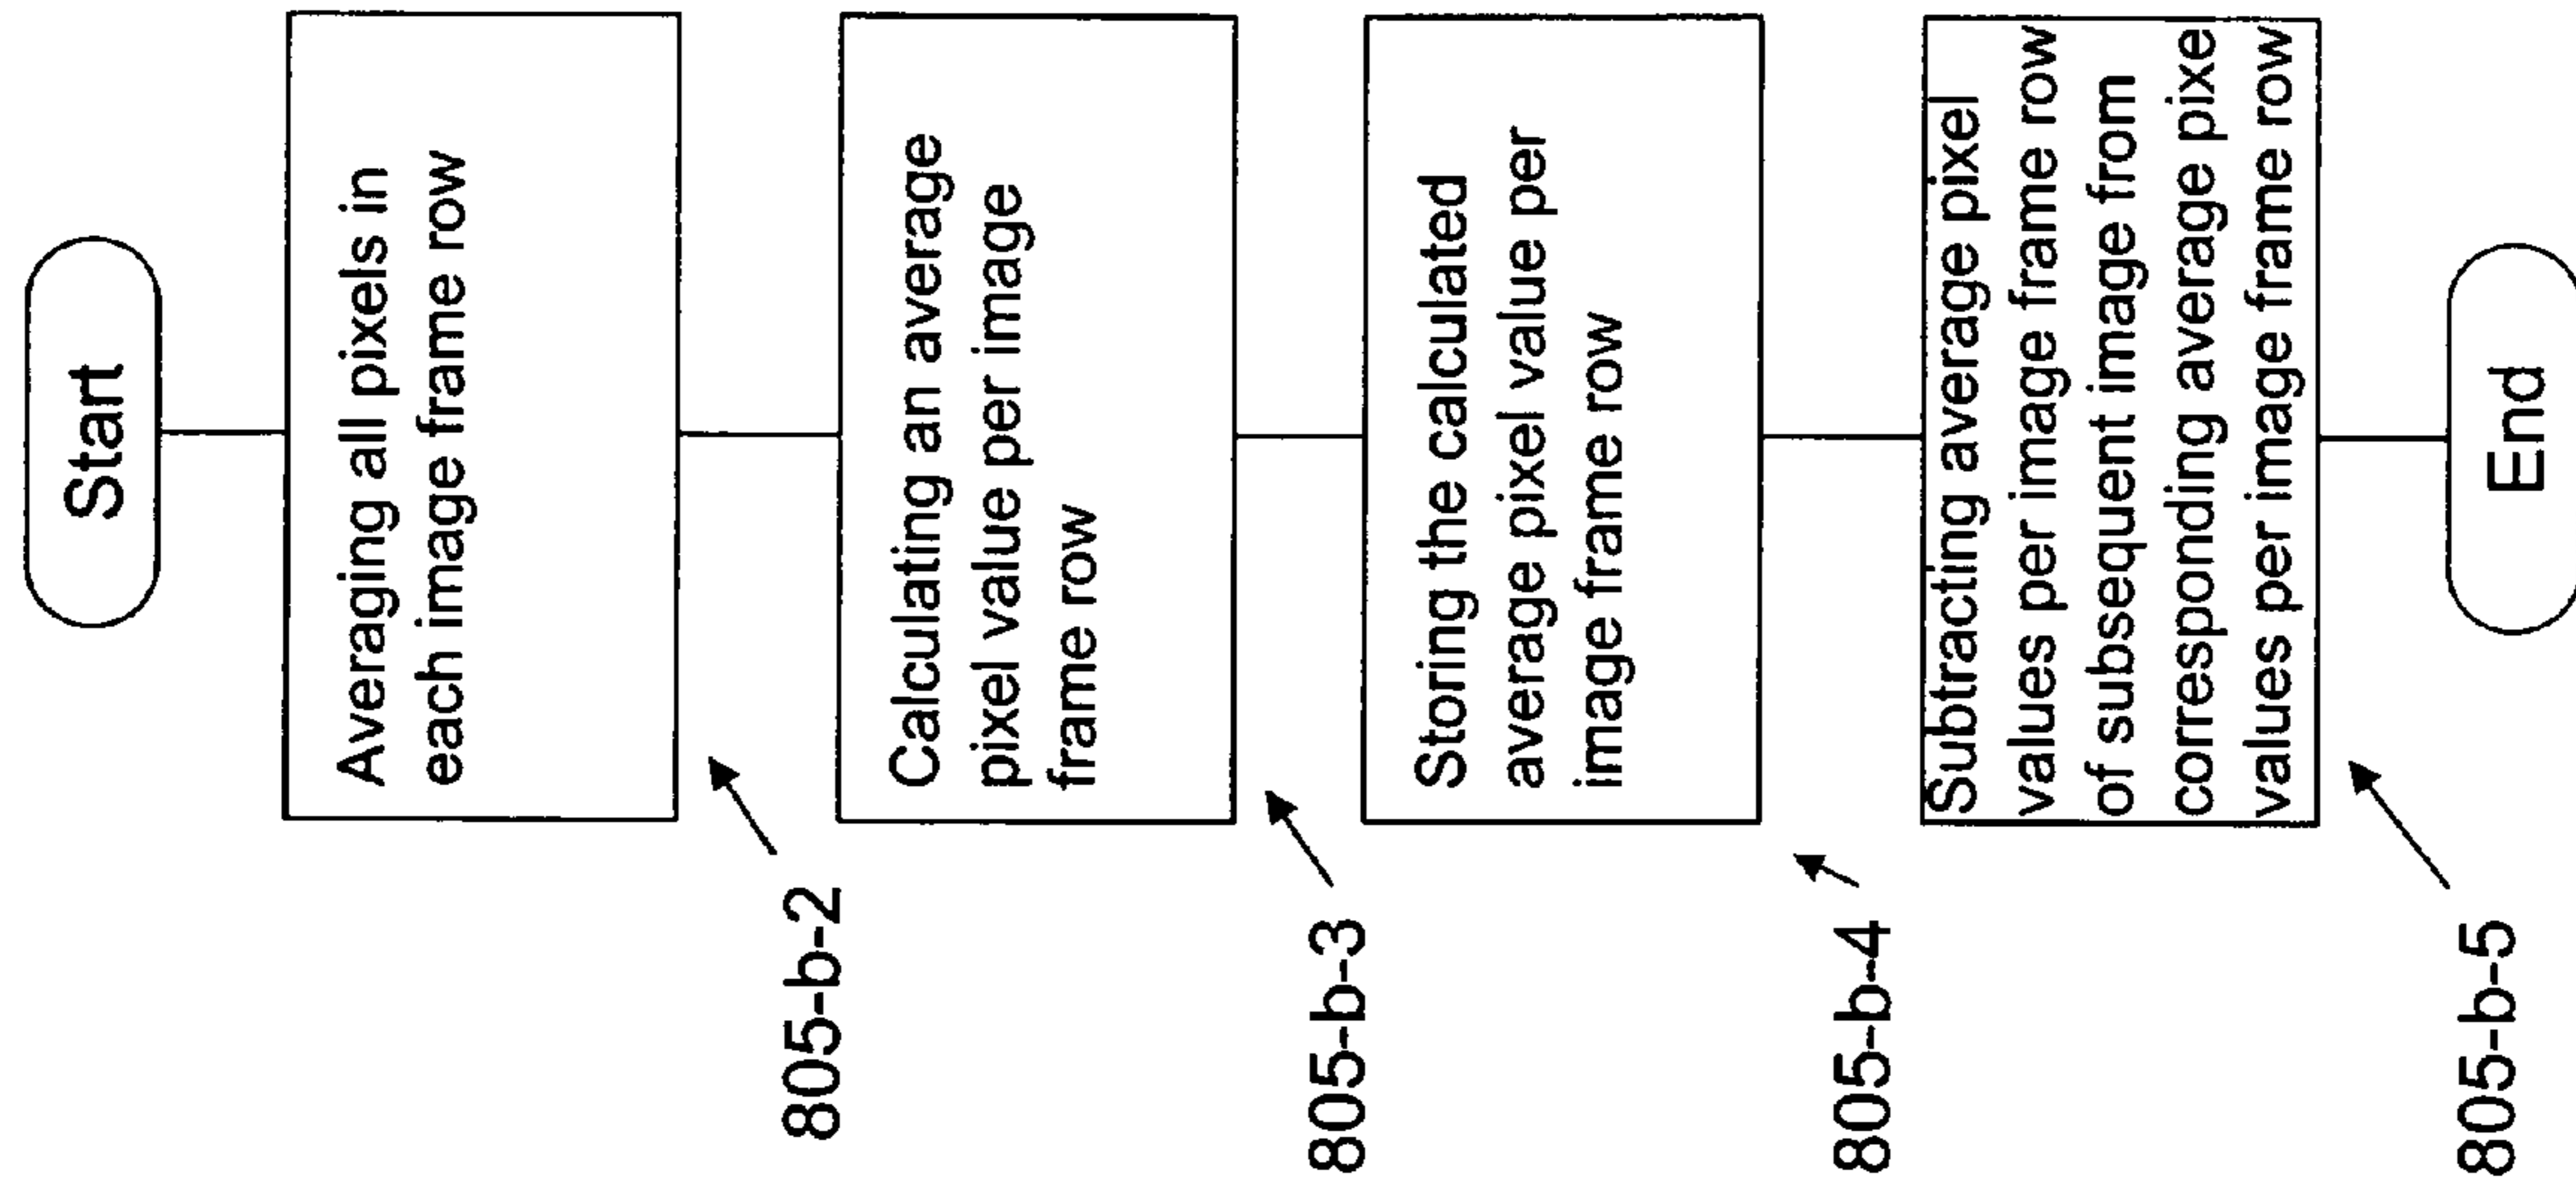 Start
Averaging all pixels in
each image frame row
805-b-2
Calculating an average
pixel value per image
frame row
805-b-3
Storing the calculated
average pixel value per
image frame row
805-b-4
Subtracting average pixel
values per image frame row
of subsequent image from
corresponding average pixe
values per image frame row
805-b-5
End